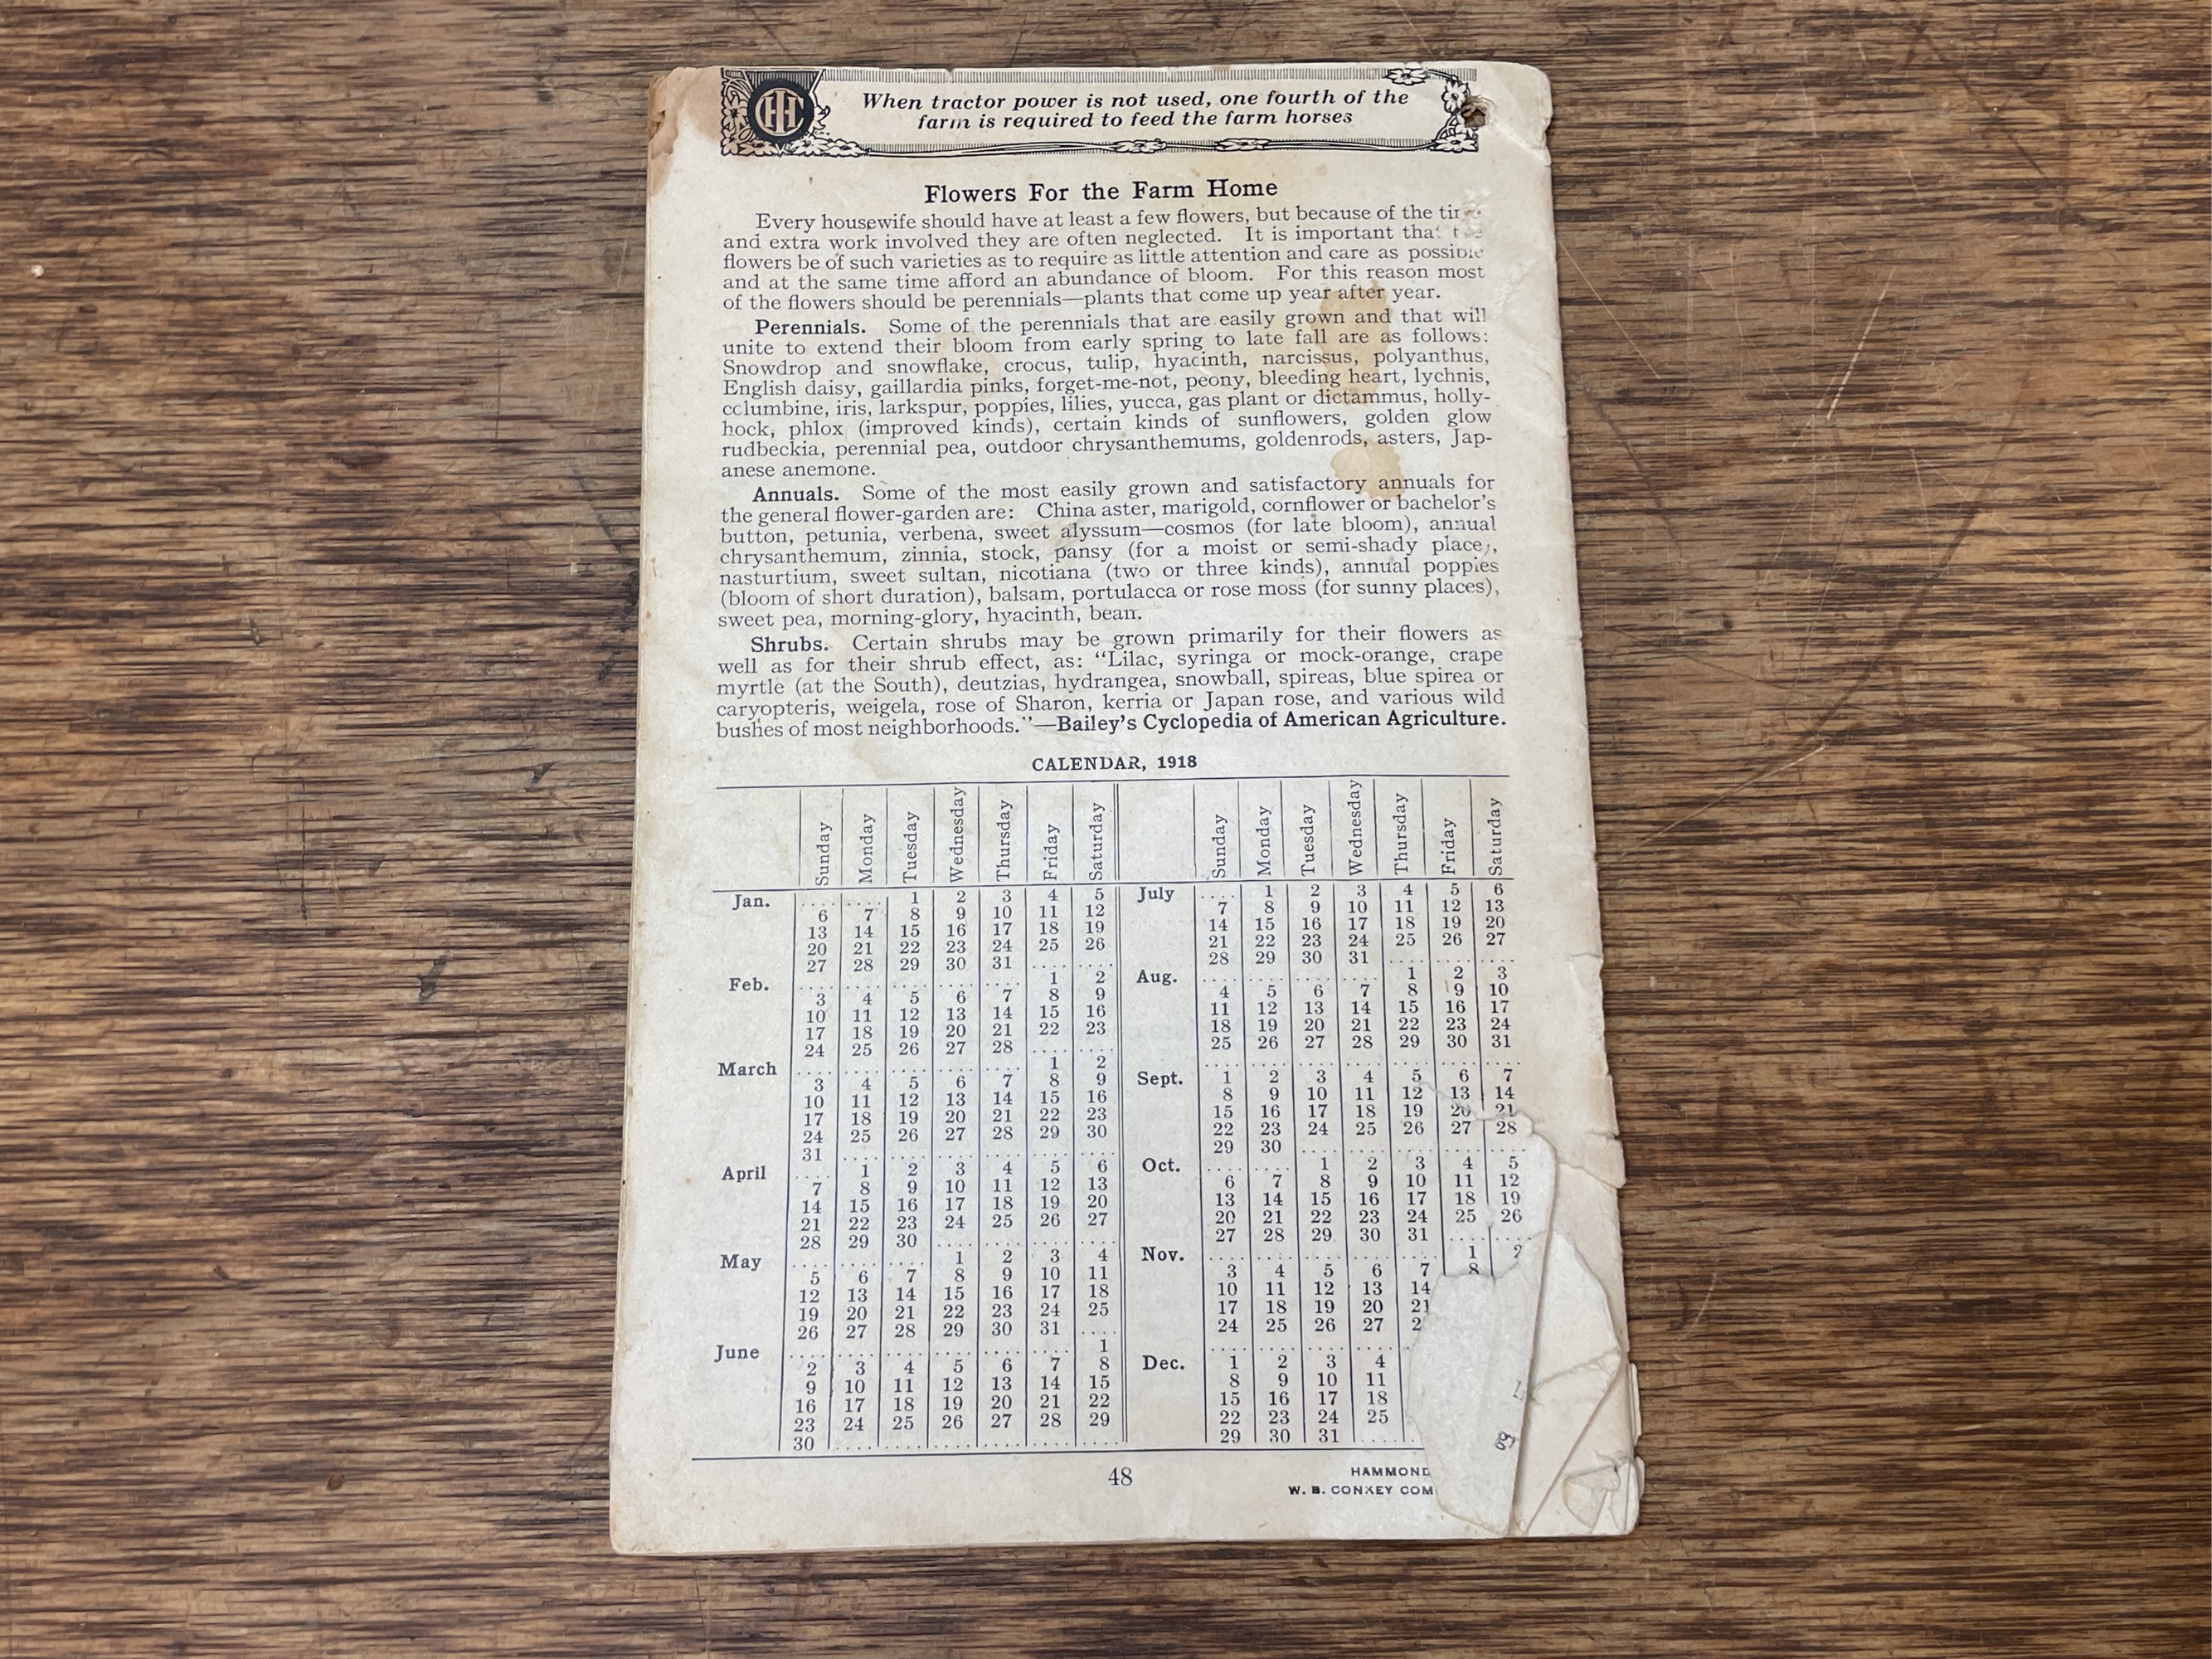 IHC
When tractor power is not used, one fourth of the
farm is required to feed the farm horses
Flowers For the Farm Home
Every housewife should have at least a few flowers, but because of the
and extra work involved they are often neglected. It is important
flowers be of such varieties as to require as little attention and care as possible
and at the same time afford an abundance of bloom. For this reason most
of the flowers should be perennials—plants that come up year after year.
Perennials. Some of the perennials that are easily grown and that will
unite to extend their bloom from early spring to late fall are as follows:
Snowdrop and snowflake, crocus, tulip, hyacinth, narcissus, polyanthus,
English daisy, gaillardia pinks, forget-me-not, peony, bleeding heart, lychnis,
cclumbine, iris, larkspur, poppies, lilies, yucca, gas plant or dictammus, holly-
hock, phlox (improved kinds), certain kinds of sunflowers, golden glow
rudbeckia, perennial pea, outdoor chrysanthemums, goldenrods, asters, Jap-
anese anemone.
Annuals. Some of the most easily grown and satisfactory annuals for
the general flower-garden are: China aster, marigold, cornflower or bachelor's
button, petunia, verbena, sweet alyssum—cosmos (for late bloom), annual
chrysanthemum, zinnia, stock, pansy (for a moist or semi-shady place),
nasturtium, sweet sultan, nicotiana (two or three kinds), annual poppies
(bloom of short duration), balsam, portulacca or rose moss (for sunny places),
sweet pea, morning-glory, hyacinth, bean.
Shrubs. Certain shrubs may be grown primarily for their flowers as
well as for their shrub effect, as: "Lilac, syringa or mock-orange, crape
myrtle (at the South), deutzias, hydrangea, snowball, spireas, blue spirea or
caryopteris, weigela, rose of Sharon, kerria or Japan rose, and various wild
bushes of most neighborhoods."—Bailey's Cyclopedia of American Agriculture.
CALENDAR, 1918
Sunday Monday Tuesday Wednesday Thursday Friday Saturday
Jan. .... .... 1 2 3 4 5
6 7 8 9 10 11 12
13 14 15 16 17 18 19
20 21 22 23 24 25 26
27 28 29 30 31 .... ....
Feb. .... .... .... .... .... 1 2
3 4 5 6 7 8 9
10 11 12 13 14 15 16
17 18 19 20 21 22 23
24 25 26 27 28 .... ....
March .... .... .... .... .... 1 2
3 4 5 6 7 8 9
10 11 12 13 14 15 16
17 18 19 20 21 22 23
24 25 26 27 28 29 30
31 .... .... .... .... .... ....
April .... 1 2 3 4 5 6
7 8 9 10 11 12 13
14 15 16 17 18 19 20
21 22 23 24 25 26 27
28 29 30 .... .... .... ....
May .... .... .... 1 2 3 4
5 6 7 8 9 10 11
12 13 14 15 16 17 18
19 20 21 22 23 24 25
26 27 28 29 30 31 ....
June .... .... .... .... .... .... 1
2 3 4 5 6 7 8
9 10 11 12 13 14 15
16 17 18 19 20 21 22
23 24 25 26 27 28 29
30 .... .... .... .... .... ....
Sunday Monday Tuesday Wednesday Thursday Friday Saturday
July .... 1 2 3 4 5 6
7 8 9 10 11 12 13
14 15 16 17 18 19 20
21 22 23 24 25 26 27
28 29 30 31 .... .... ....
Aug. .... .... .... .... 1 2 3
4 5 6 7 8 9 10
11 12 13 14 15 16 17
18 19 20 21 22 23 24
25 26 27 28 29 30 31
.... .... .... .... .... .... ....
Sept. 1 2 3 4 5 6 7
8 9 10 11 12 13 14
15 16 17 18 19 20 21
22 23 24 25 26 27 28
29 30 .... .... .... .... ....
Oct. .... .... 1 2 3 4 5
6 7 8 9 10 11 12
13 14 15 16 17 18 19
20 21 22 23 24 25 26
27 28 29 30 31 .... ....
Nov. .... .... .... .... .... 1 2
3 4 5 6 7 8
10 11 12 13 14
17 18 19 20 21
24 25 26 27
.... .... .... ....
Dec. 1 2 3 4
8 9 10 11
15 16 17 18
22 23 24 25
29 30 31 ....
48
HAMMOND
W. B. CONKEY COM